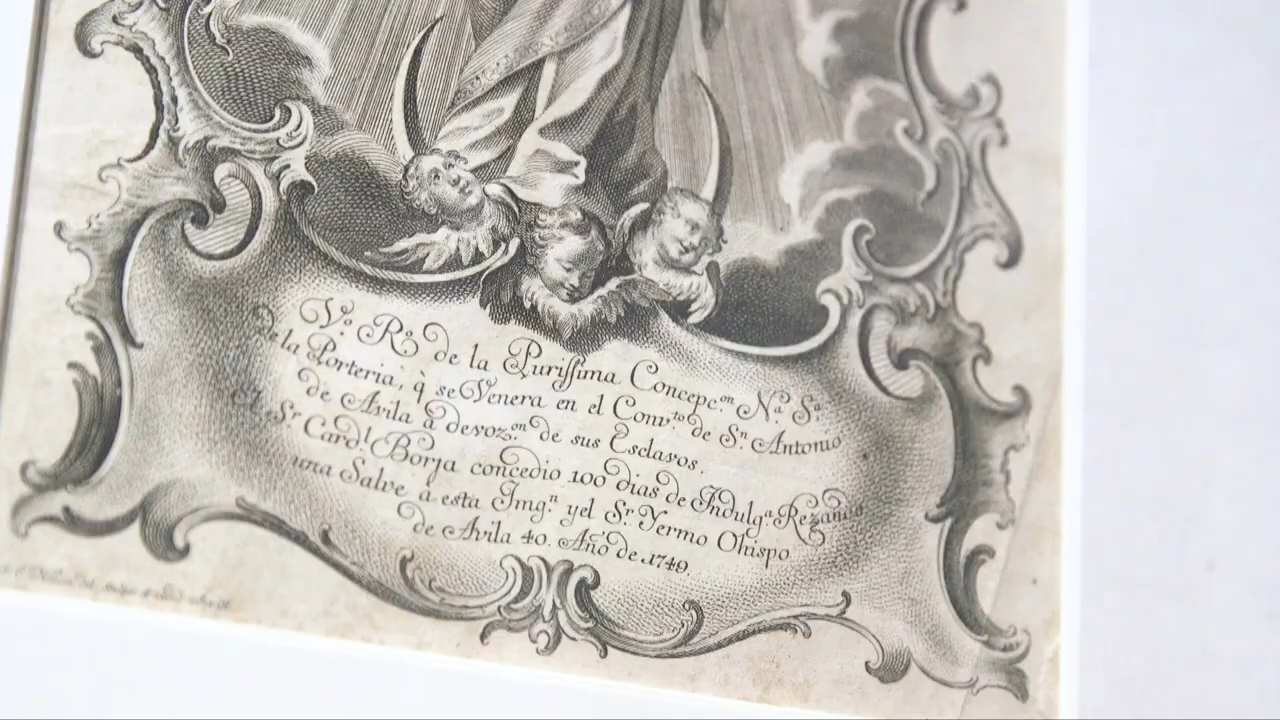 V.º R.º de la Puriſſima Concepc.on N.a S.a
de la Porteria, q̀ se Venera en el Conv.to de S.n Antonio
de Avila â devoz.on de sus Esclavos.
El S.r Card.l Borja concedio 100 dias de Indulg.a Rezando
una Salve â esta Img.n y el S.r Yermo Obispo
de Avila 40. Año de 1749.